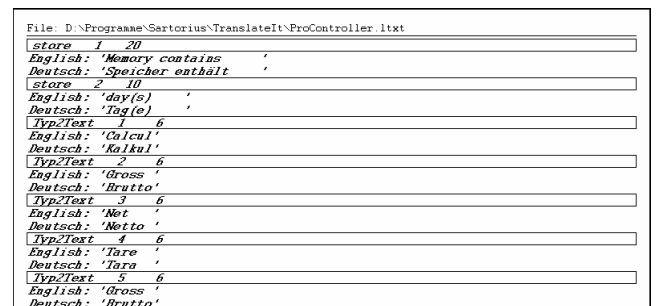 File: D:\Programme\Sartorius\TranslateIt\ProController.ltxt
store 1 20
English: 'Memory contains '
Deutsch: 'Speicher enthält '
store 2 10
English: 'day(s) '
Deutsch: 'Tag(e) '
Typ2Text 1 6
English: 'Calcul'
Deutsch: 'Kalkul'
Typ2Text 2 6
English: 'Gross '
Deutsch: 'Brutto'
Typ2Text 3 6
English: 'Net '
Deutsch: 'Netto '
Typ2Text 4 6
English: 'Tare '
Deutsch: 'Tara '
Typ2Text 5 6
English: 'Gross '
Deutsch: 'Brutto'